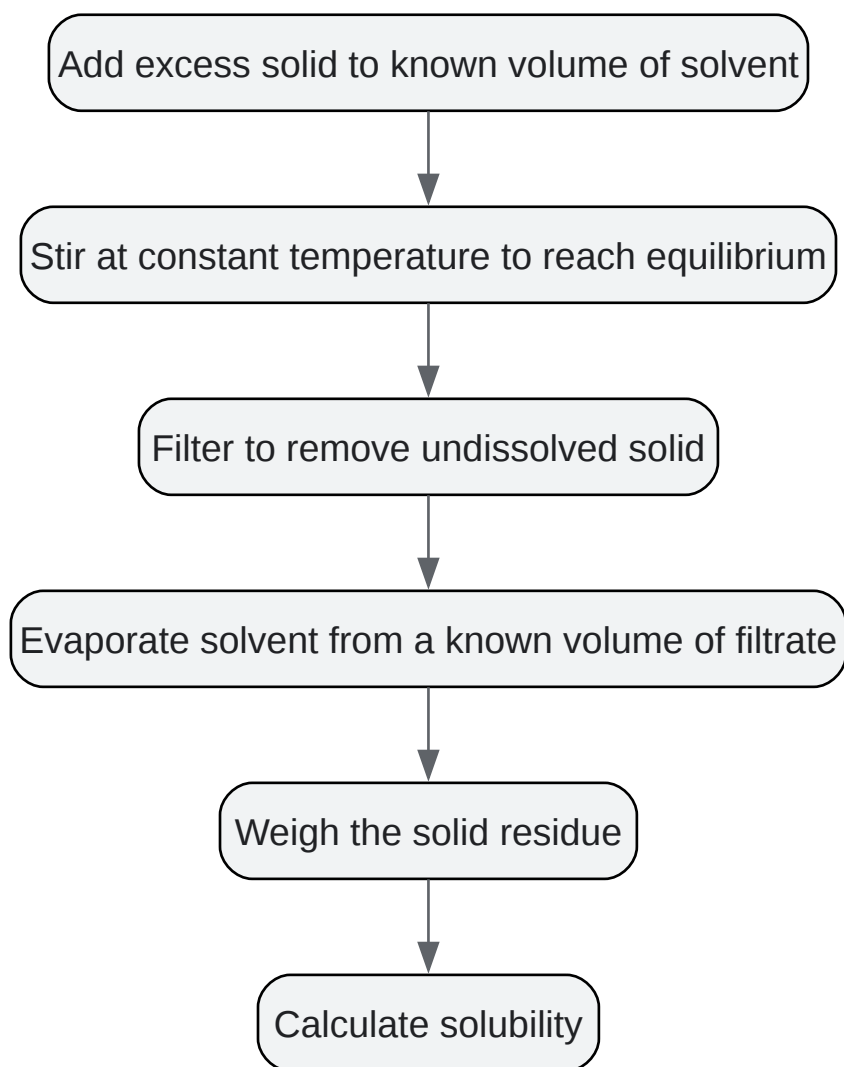 Add excess solid to known volume of solvent
Stir at constant temperature to reach equilibrium
Filter to remove undissolved solid
Evaporate solvent from a known volume of filtrate
Weigh the solid residue
Calculate solubility